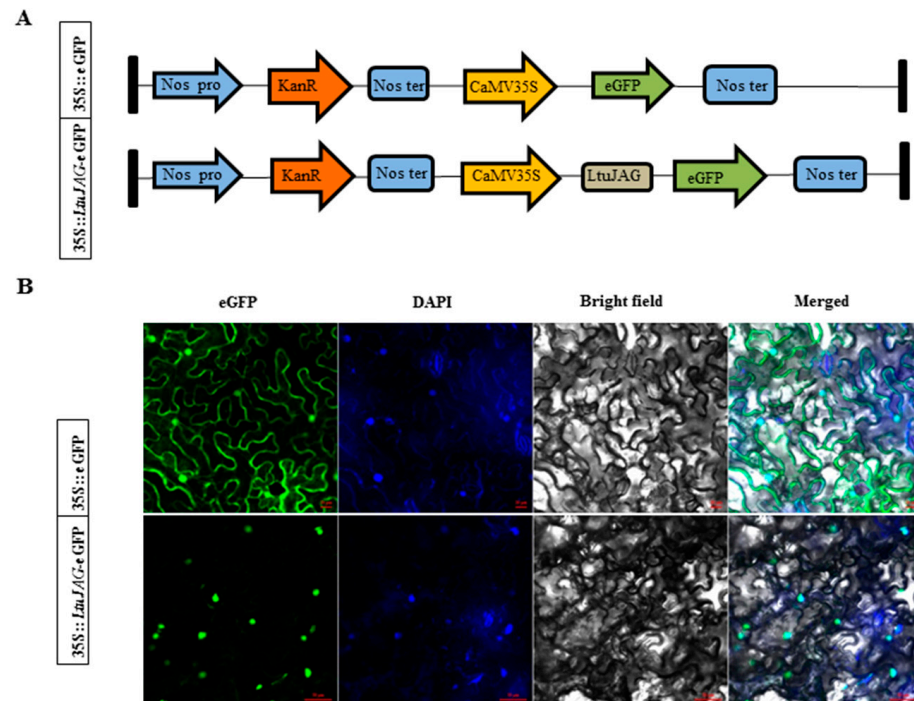 A
35S::eGFP
Nos pro KanR Nos ter CaMV35S eGFP Nos ter
35S::LtuJAG-eGFP
Nos pro KanR Nos ter CaMV35S LtuJAG eGFP Nos ter
B
eGFP DAPI Bright field Merged
35S::eGFP
35S::LtuJAG-eGFP